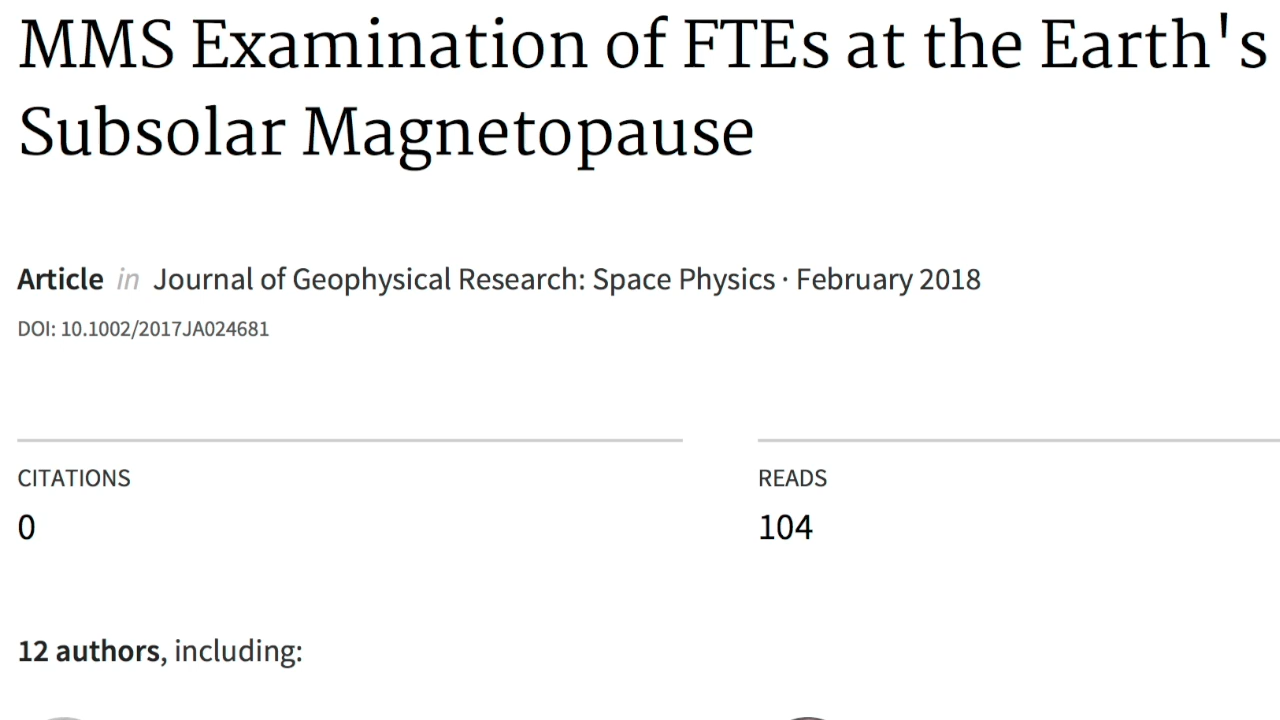 MMS Examination of FTEs at the Earth's
Subsolar Magnetopause
Article in Journal of Geophysical Research: Space Physics · February 2018
DOI: 10.1002/2017JA024681
CITATIONS
0
READS
104
12 authors, including: